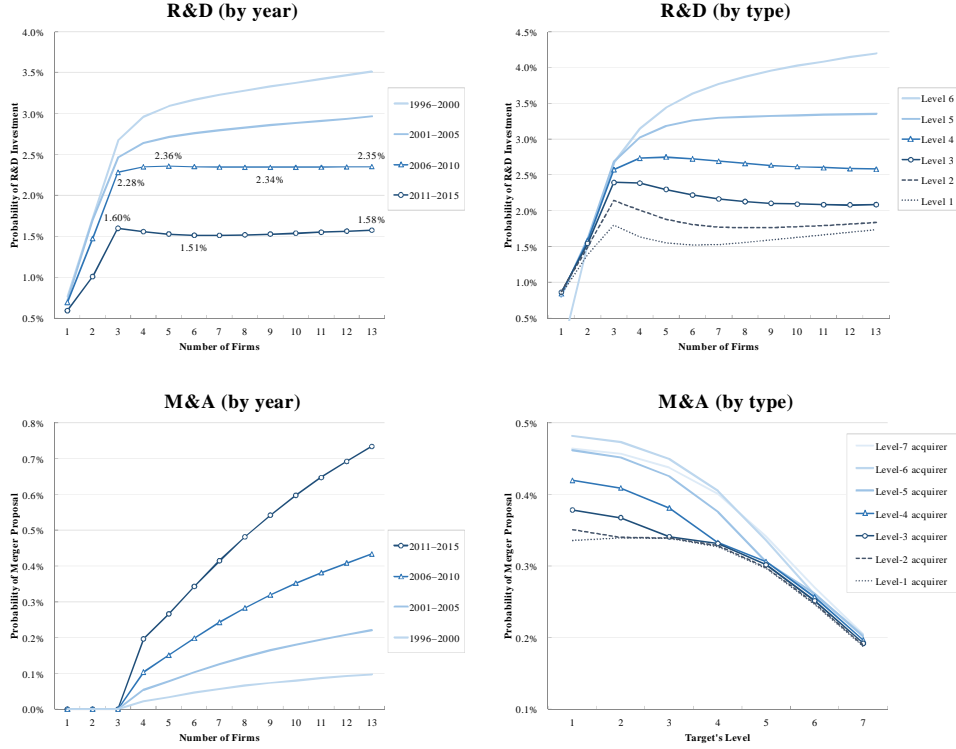 R&D (by year)
4.0%
3.5%
3.0%
2.5%
2.0%
1.5%
1.0%
0.5%
Probability of R&D Investment
1 2 3 4 5 6 7 8 9 10 11 12 13
Number of Firms
2.36%
2.35%
2.28%
2.34%
1.60%
1.58%
1.51%
1996–2000
2001–2005
2006–2010
2011–2015
R&D (by type)
4.5%
4.0%
3.5%
3.0%
2.5%
2.0%
1.5%
1.0%
0.5%
Probability of R&D Investment
1 2 3 4 5 6 7 8 9 10 11 12 13
Number of Firms
Level 6
Level 5
Level 4
Level 3
Level 2
Level 1
M&A (by year)
0.8%
0.7%
0.6%
0.5%
0.4%
0.3%
0.2%
0.1%
0.0%
Probability of Merger Proposal
1 2 3 4 5 6 7 8 9 10 11 12 13
Number of Firms
2011–2015
2006–2010
2001–2005
1996–2000
M&A (by type)
0.5%
0.4%
0.3%
0.2%
0.1%
Probability of Merger Proposal
1 2 3 4 5 6 7
Target's Level
Level-7 acquirer
Level-6 acquirer
Level-5 acquirer
Level-4 acquirer
Level-3 acquirer
Level-2 acquirer
Level-1 acquirer